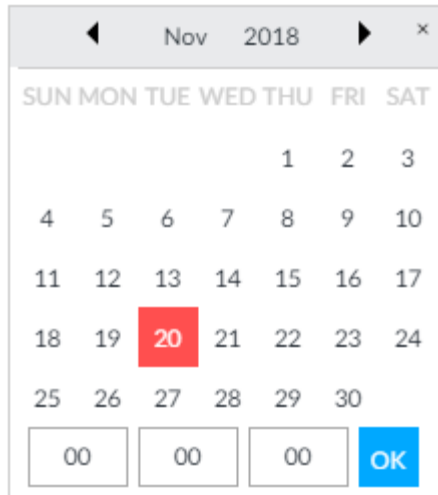 Nov 2018 ×
SUN MON TUE WED THU FRI SAT
1 2 3
4 5 6 7 8 9 10
11 12 13 14 15 16 17
18 19 20 21 22 23 24
25 26 27 28 29 30
00 00 00 OK